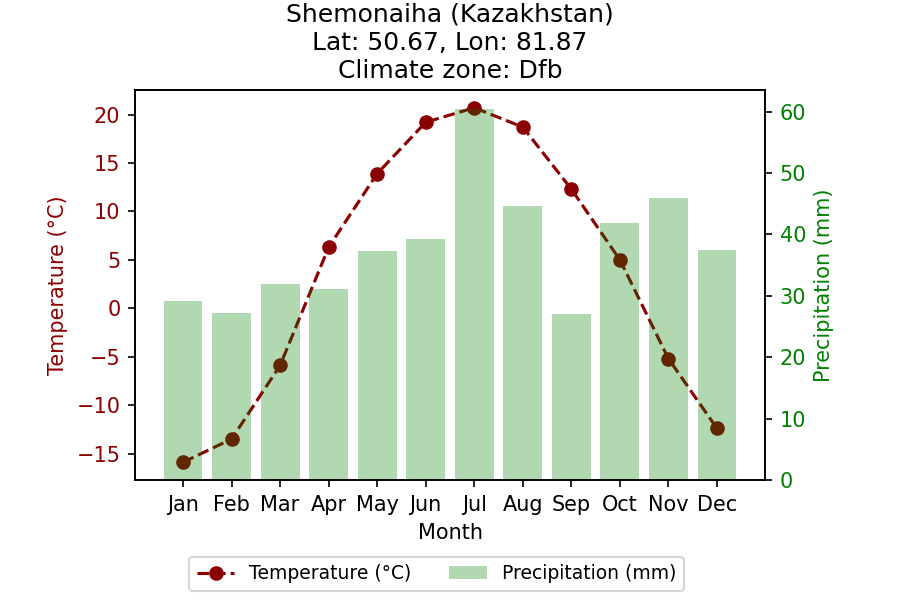 Shemonaiha (Kazakhstan)
Lat: 50.67, Lon: 81.87
Climate zone: Dfb
Temperature (°C)
20
15
10
5
0
−5
−10
−15
60
50
40
30
20
10
0
Precipitation (mm)
Jan Feb Mar Apr May Jun Jul Aug Sep Oct Nov Dec
Month
Temperature (°C) Precipitation (mm)